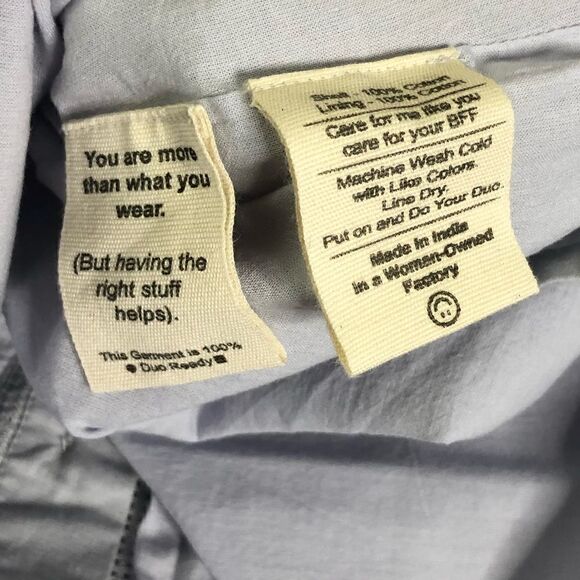 You are more
than what you
wear.
(But having the
right stuff
helps).
This Garment is 100%
Duo Ready
Shell - 100% Cotton
Lining - 100% Cotton
Care for me like you
care for your BFF
Machine Wash Cold
with Like Colors.
Line Dry.
Put on and Do Your Duo.
Made in India
in a Woman-Owned
Factory